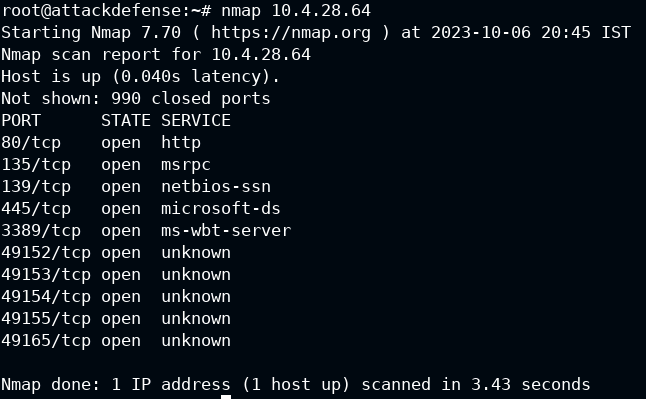 root@attackdefense:~# nmap 10.4.28.64
Starting Nmap 7.70 ( https://nmap.org ) at 2023-10-06 20:45 IST
Nmap scan report for 10.4.28.64
Host is up (0.040s latency).
Not shown: 990 closed ports
PORT      STATE SERVICE
80/tcp    open  http
135/tcp   open  msrpc
139/tcp   open  netbios-ssn
445/tcp   open  microsoft-ds
3389/tcp  open  ms-wbt-server
49152/tcp open  unknown
49153/tcp open  unknown
49154/tcp open  unknown
49155/tcp open  unknown
49165/tcp open  unknown
Nmap done: 1 IP address (1 host up) scanned in 3.43 seconds